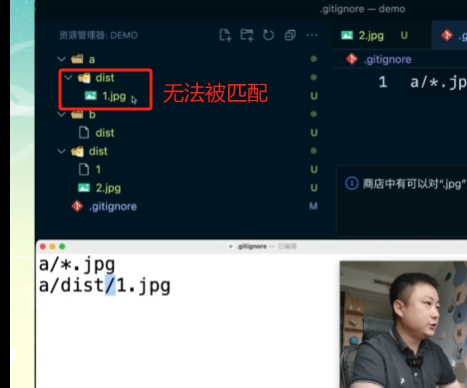 .gitignore — demo
资源管理器: DEMO
2.jpg U
.g
a
dist
1.jpg U
b
dist U
dist
1 U
2.jpg U
.gitignore M
无法被匹配
.gitignore
1 a/*.jp
商店中有可以对“.jpg”
.gitignore — 已编辑
a/*.jpg
a/dist/1.jpg